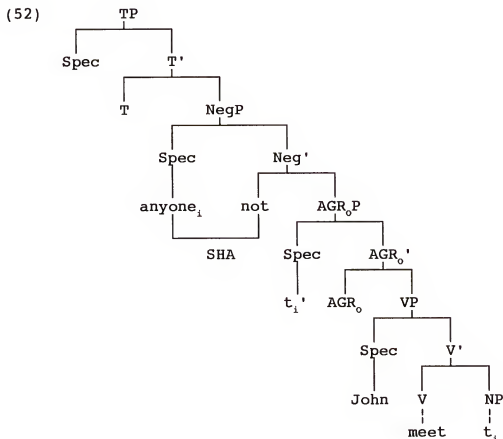 (52) TP
Spec T'
T NegP
Spec Neg'
anyone_i not AGR_oP
SHA Spec AGR_o'
t_i' AGR_o VP
Spec V'
John V NP
meet t_i